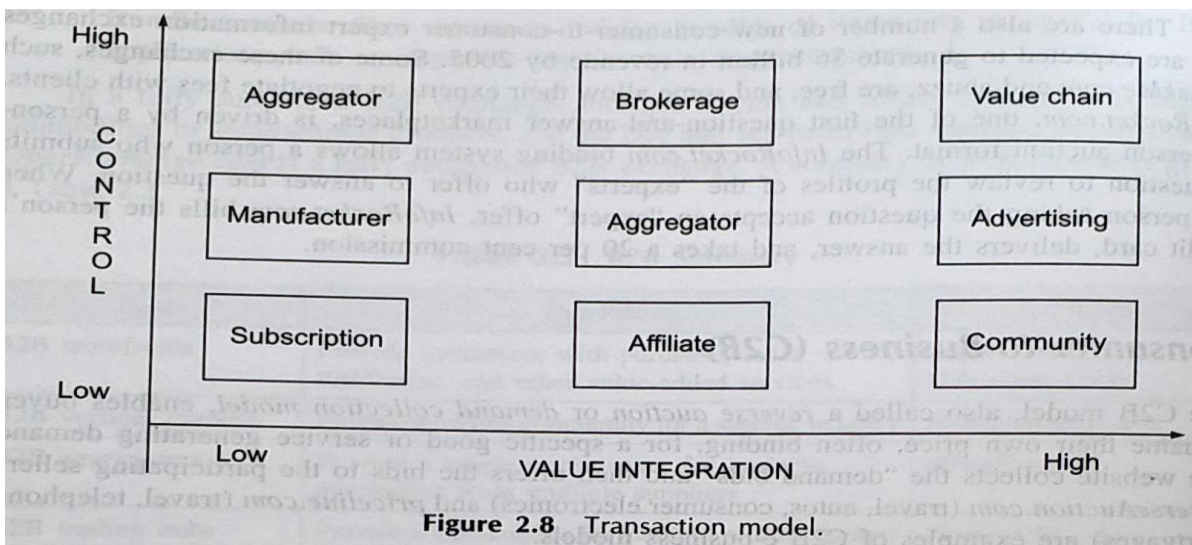 High
Aggregator Brokerage Value chain
CONTROL
Manufacturer Aggregator Advertising
Subscription Affiliate Community
Low
Low VALUE INTEGRATION High
Figure 2.8 Transaction model.